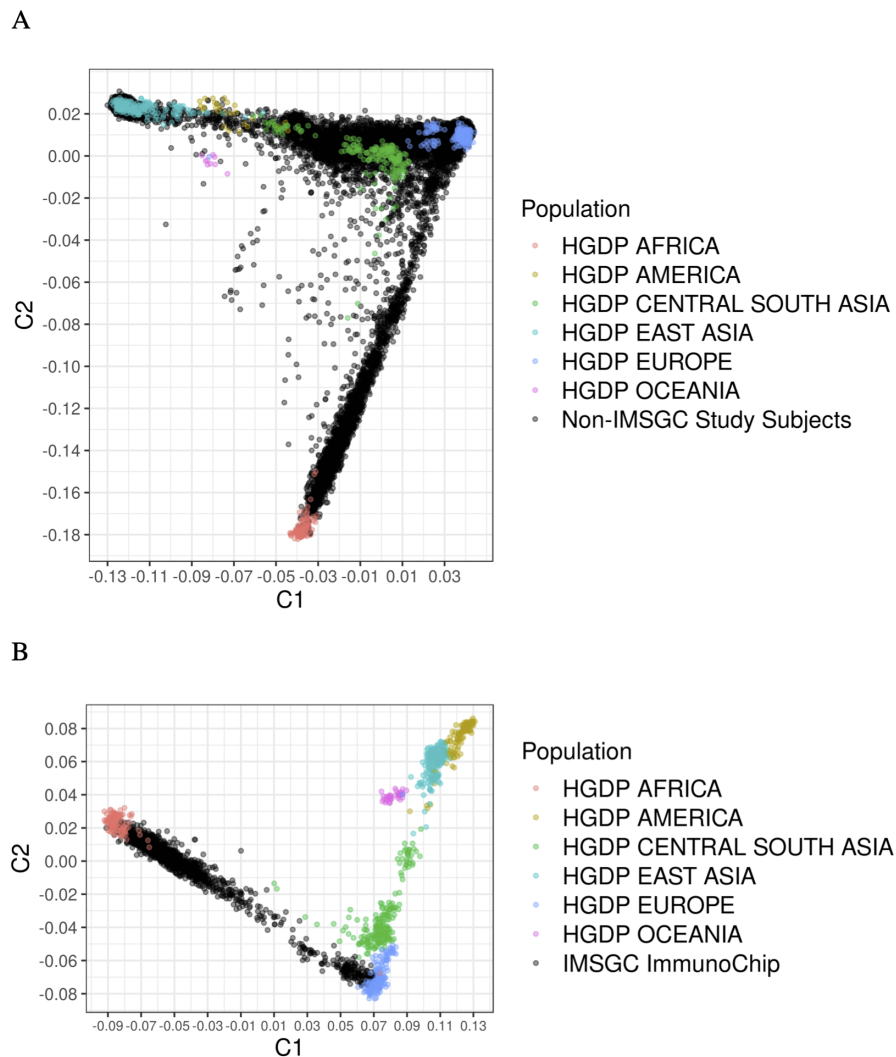 A
0.02
0.00
-0.02
-0.04
-0.06
-0.08
-0.10
-0.12
-0.14
-0.16
-0.18
C2
-0.13 -0.11 -0.09 -0.07 -0.05 -0.03 -0.01 0.01 0.03
C1
Population
HGDP AFRICA
HGDP AMERICA
HGDP CENTRAL SOUTH ASIA
HGDP EAST ASIA
HGDP EUROPE
HGDP OCEANIA
Non-IMSGC Study Subjects
B
0.08
0.06
0.04
0.02
0.00
-0.02
-0.04
-0.06
-0.08
C2
-0.09 -0.07 -0.05 -0.03 -0.01 0.01 0.03 0.05 0.07 0.09 0.11 0.13
C1
Population
HGDP AFRICA
HGDP AMERICA
HGDP CENTRAL SOUTH ASIA
HGDP EAST ASIA
HGDP EUROPE
HGDP OCEANIA
IMSGC ImmunoChip